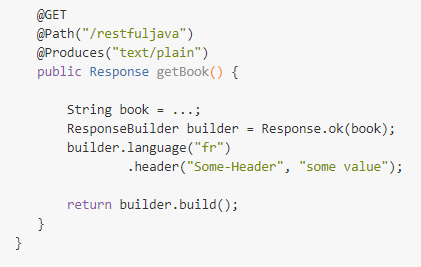 @GET
@Path("/restfuljava")
@Produces("text/plain")
public Response getBook() {
String book = ...;
ResponseBuilder builder = Response.ok(book);
builder.language("fr")
.header("Some-Header", "some value");
return builder.build();
}
}